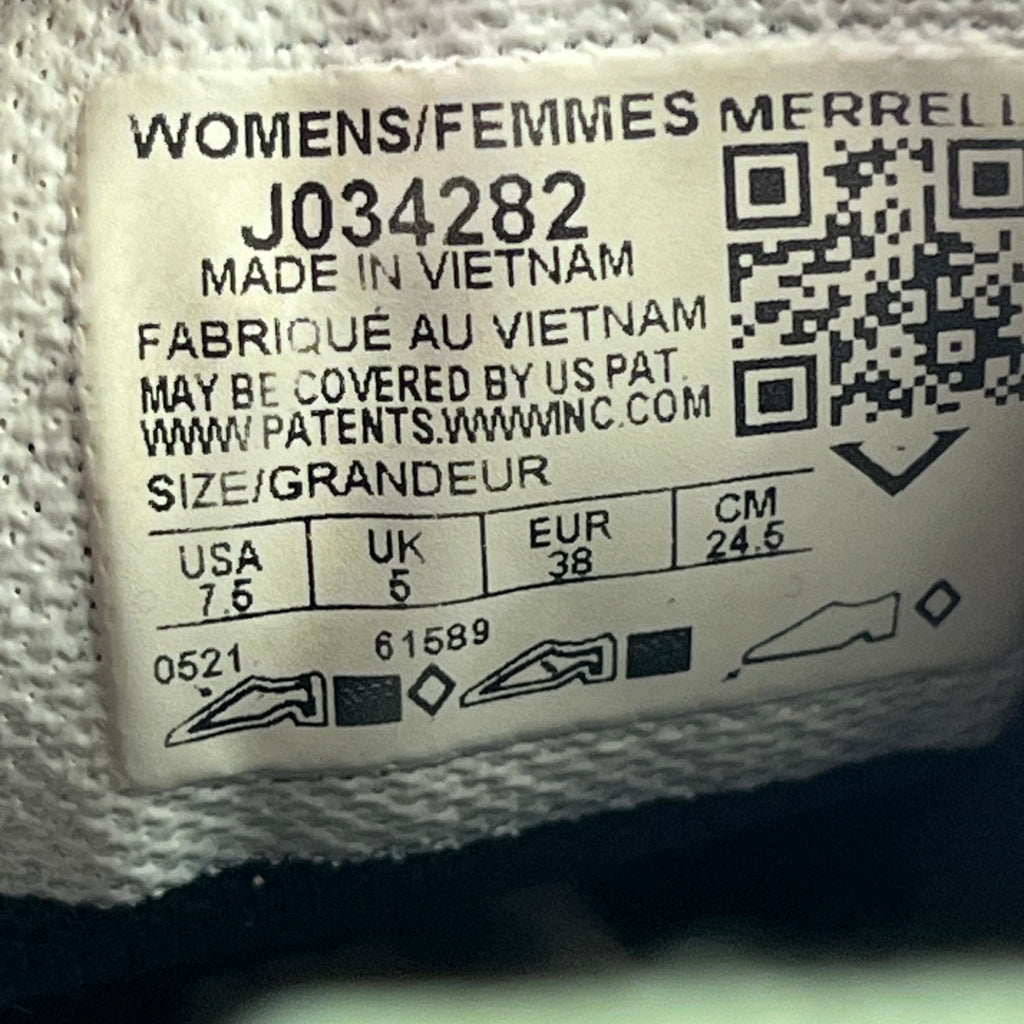 WOMENS/FEMMES MERRELL
J034282
MADE IN VIETNAM
FABRIQUÉ AU VIETNAM
MAY BE COVERED BY US PAT.
WWW.PATENTS.WWWINC.COM
SIZE/GRANDEUR
USA UK EUR CM
7.5 5 38 24.5
0521 61589